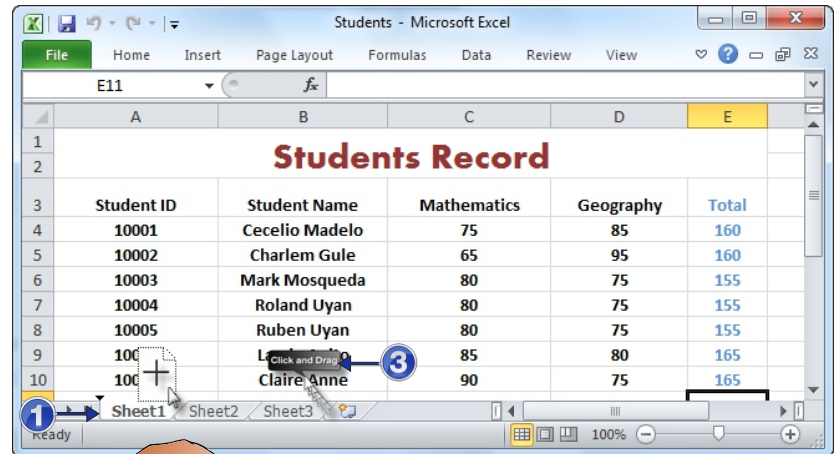 Students - Microsoft Excel
File Home Insert Page Layout Formulas Data Review View
E11 fx
A B C D E
1
2 Students Record
3 Student ID Student Name Mathematics Geography Total
4 10001 Cecelio Madelo 75 85 160
5 10002 Charlem Gule 65 95 160
6 10003 Mark Mosqueda 80 75 155
7 10004 Roland Uyan 80 75 155
8 10005 Ruben Uyan 80 75 155
9 85 80 165
Click and Drag 3
10 Claire Anne 90 75 165
1 Sheet1 Sheet2 Sheet3
Ready 100%